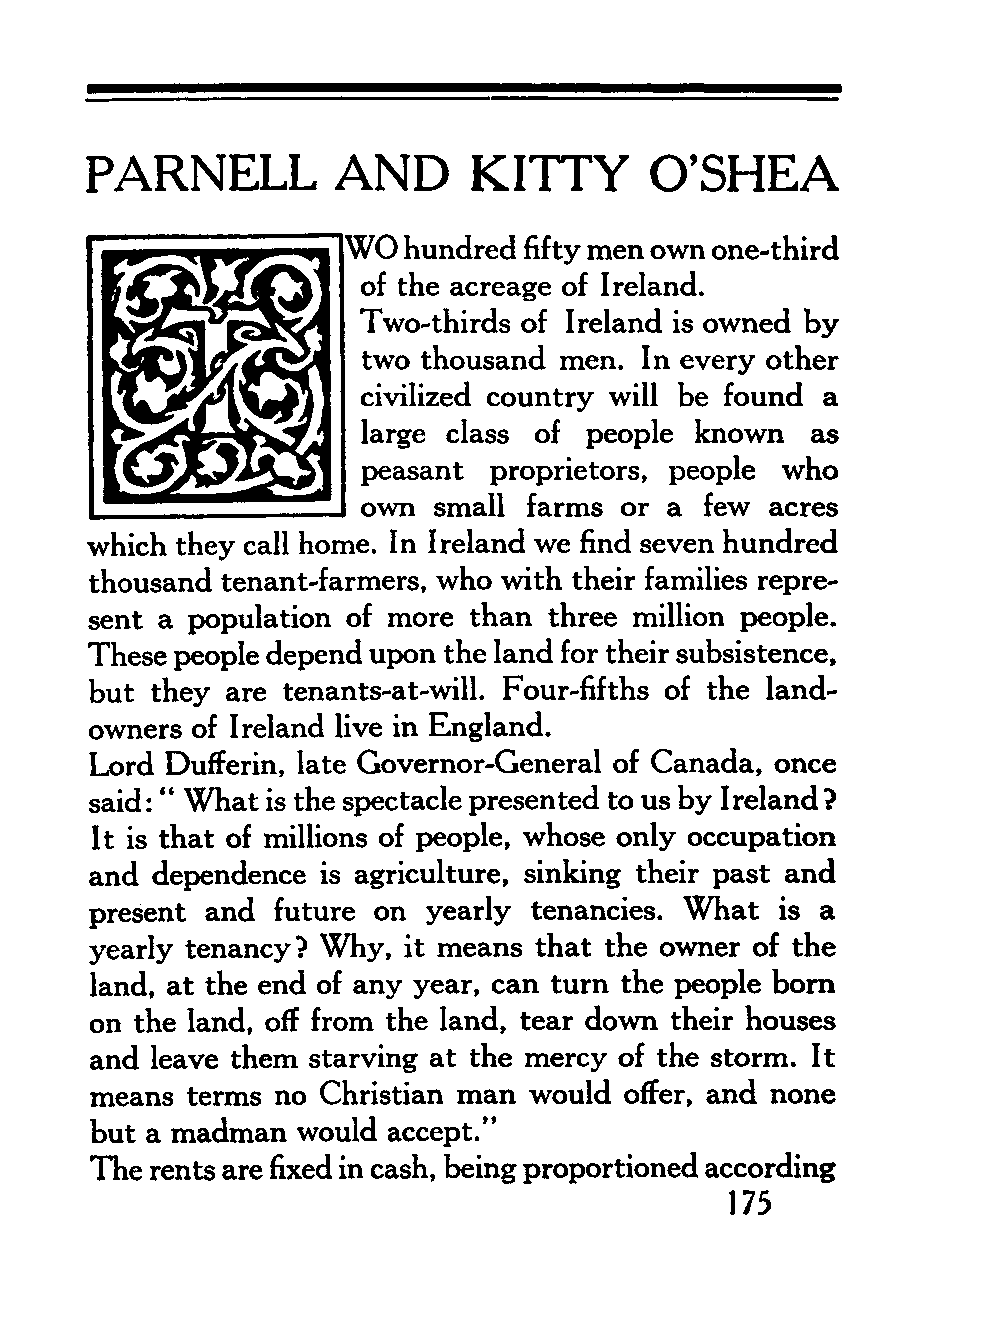 PARNELL AND KITTY O'SHEA
TWO hundred fifty men own one-third
of the acreage of Ireland.
Two-thirds of Ireland is owned by
two thousand men. In every other
civilized country will be found a
large class of people known as
peasant proprietors, people who
own small farms or a few acres
which they call home. In Ireland we find seven hundred
thousand tenant-farmers, who with their families repre-
sent a population of more than three million people.
These people depend upon the land for their subsistence,
but they are tenants-at-will. Four-fifths of the land-
owners of Ireland live in England.
Lord Dufferin, late Governor-General of Canada, once
said: “ What is the spectacle presented to us by Ireland?
It is that of millions of people, whose only occupation
and dependence is agriculture, sinking their past and
present and future on yearly tenancies. What is a
yearly tenancy? Why, it means that the owner of the
land, at the end of any year, can turn the people born
on the land, off from the land, tear down their houses
and leave them starving at the mercy of the storm. It
means terms no Christian man would offer, and none
but a madman would accept.”
The rents are fixed in cash, being proportioned according
175